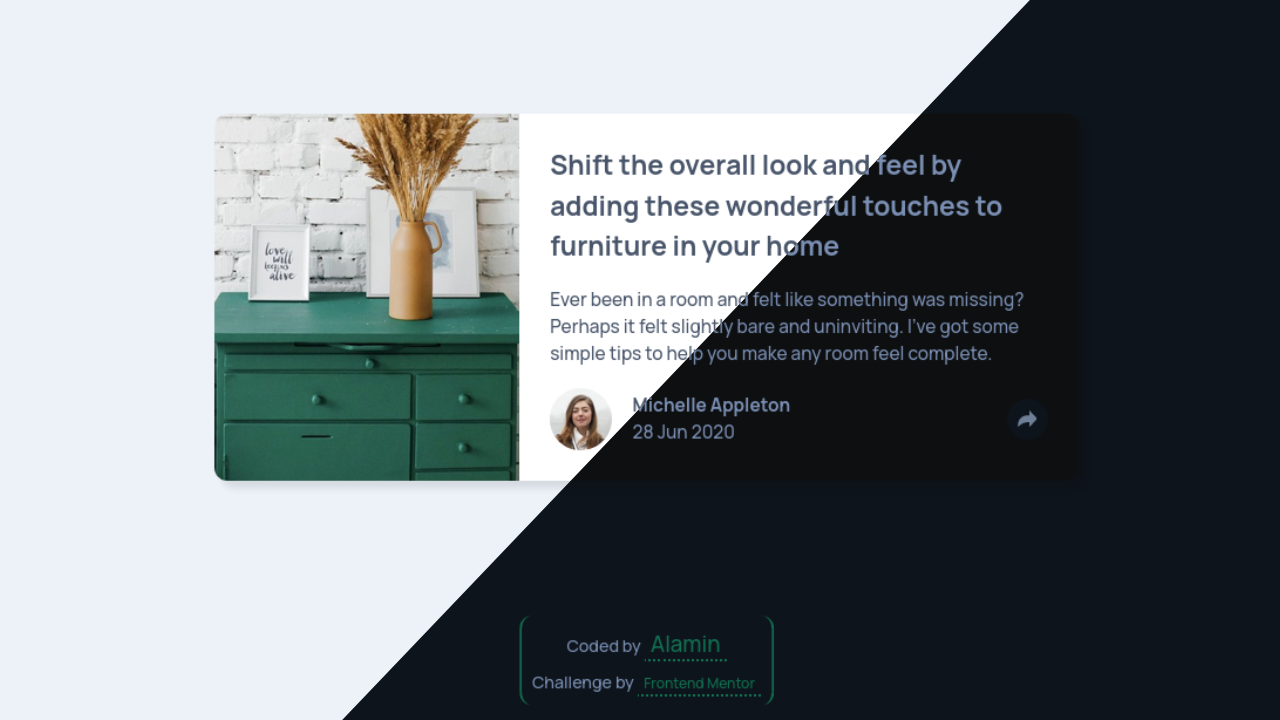 love
will
keep us
alive
Shift the overall look and feel by
adding these wonderful touches to
furniture in your home
Ever been in a room and felt like something was missing?
Perhaps it felt slightly bare and uninviting. I've got some
simple tips to help you make any room feel complete.
Michelle Appleton
28 Jun 2020
Coded by Alamin
Challenge by Frontend Mentor